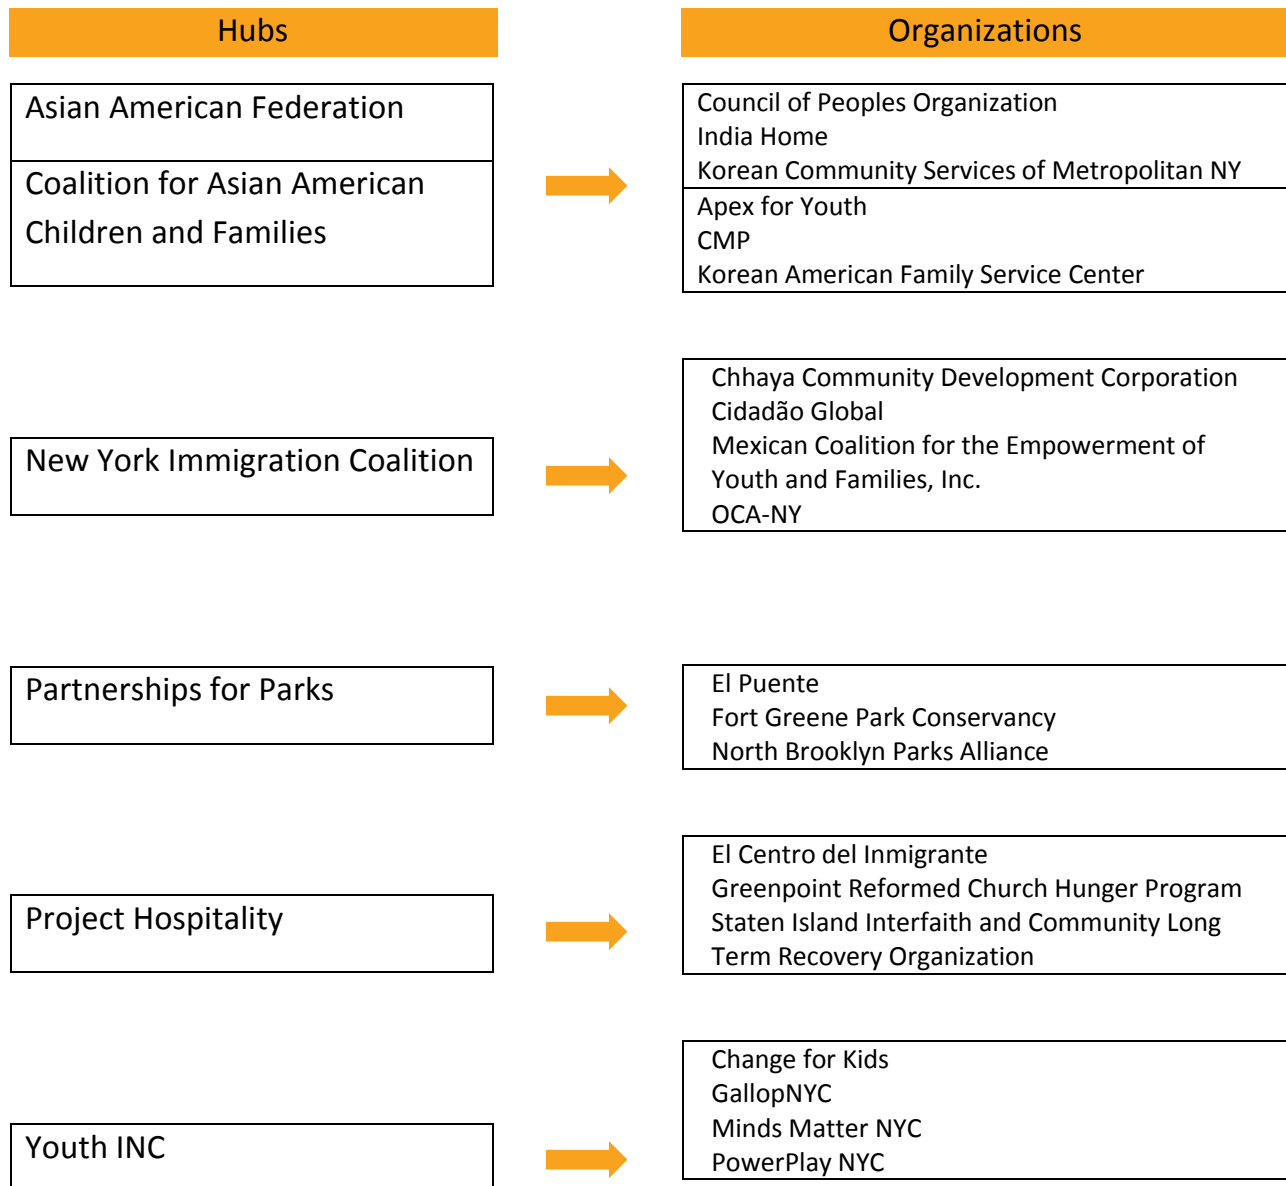 Hubs
Organizations
Asian American Federation
Coalition for Asian American
Children and Families
Council of Peoples Organization
India Home
Korean Community Services of Metropolitan NY
Apex for Youth
CMP
Korean American Family Service Center
New York Immigration Coalition
Chhaya Community Development Corporation
Cidadão Global
Mexican Coalition for the Empowerment of
Youth and Families, Inc.
OCA-NY
Partnerships for Parks
El Puente
Fort Greene Park Conservancy
North Brooklyn Parks Alliance
Project Hospitality
El Centro del Inmigrante
Greenpoint Reformed Church Hunger Program
Staten Island Interfaith and Community Long
Term Recovery Organization
Youth INC
Change for Kids
GallopNYC
Minds Matter NYC
PowerPlay NYC